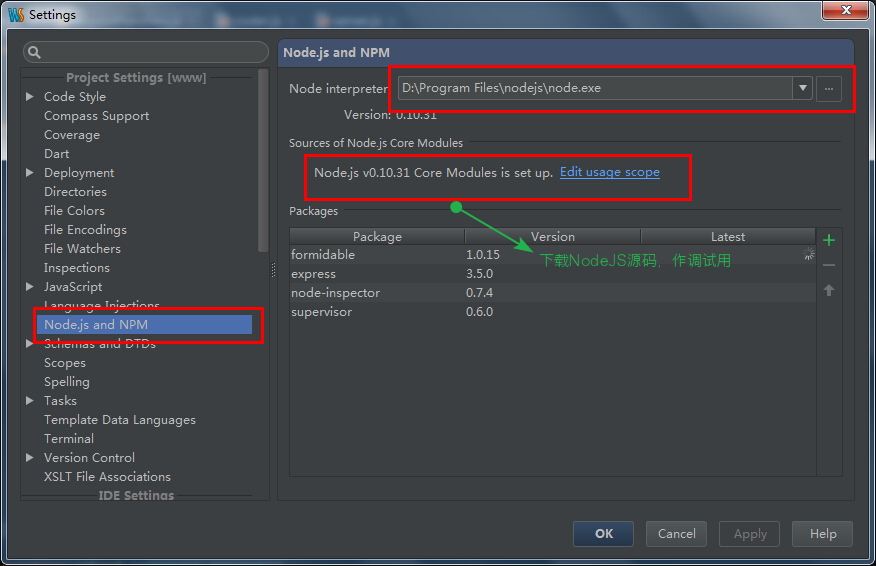 Settings
Node.js and NPM
Project Settings [www]
Code Style
Compass Support
Coverage
Dart
Deployment
Directories
File Colors
File Encodings
File Watchers
Inspections
JavaScript
Language Injections
Node.js and NPM
Schemas and DTDs
Scopes
Spelling
Tasks
Template Data Languages
Terminal
Version Control
XSLT File Associations
IDE Settings
Node interpreter
D:\Program Files\nodejs\node.exe
...
Version: 0.10.31
Sources of Node.js Core Modules
Node.js v0.10.31 Core Modules is set up. Edit usage scope
Packages
Package Version Latest
formidable 1.0.15
express 3.5.0
node-inspector 0.7.4
supervisor 0.6.0
下载NodeJS源码，作调试用
OK Cancel Apply Help